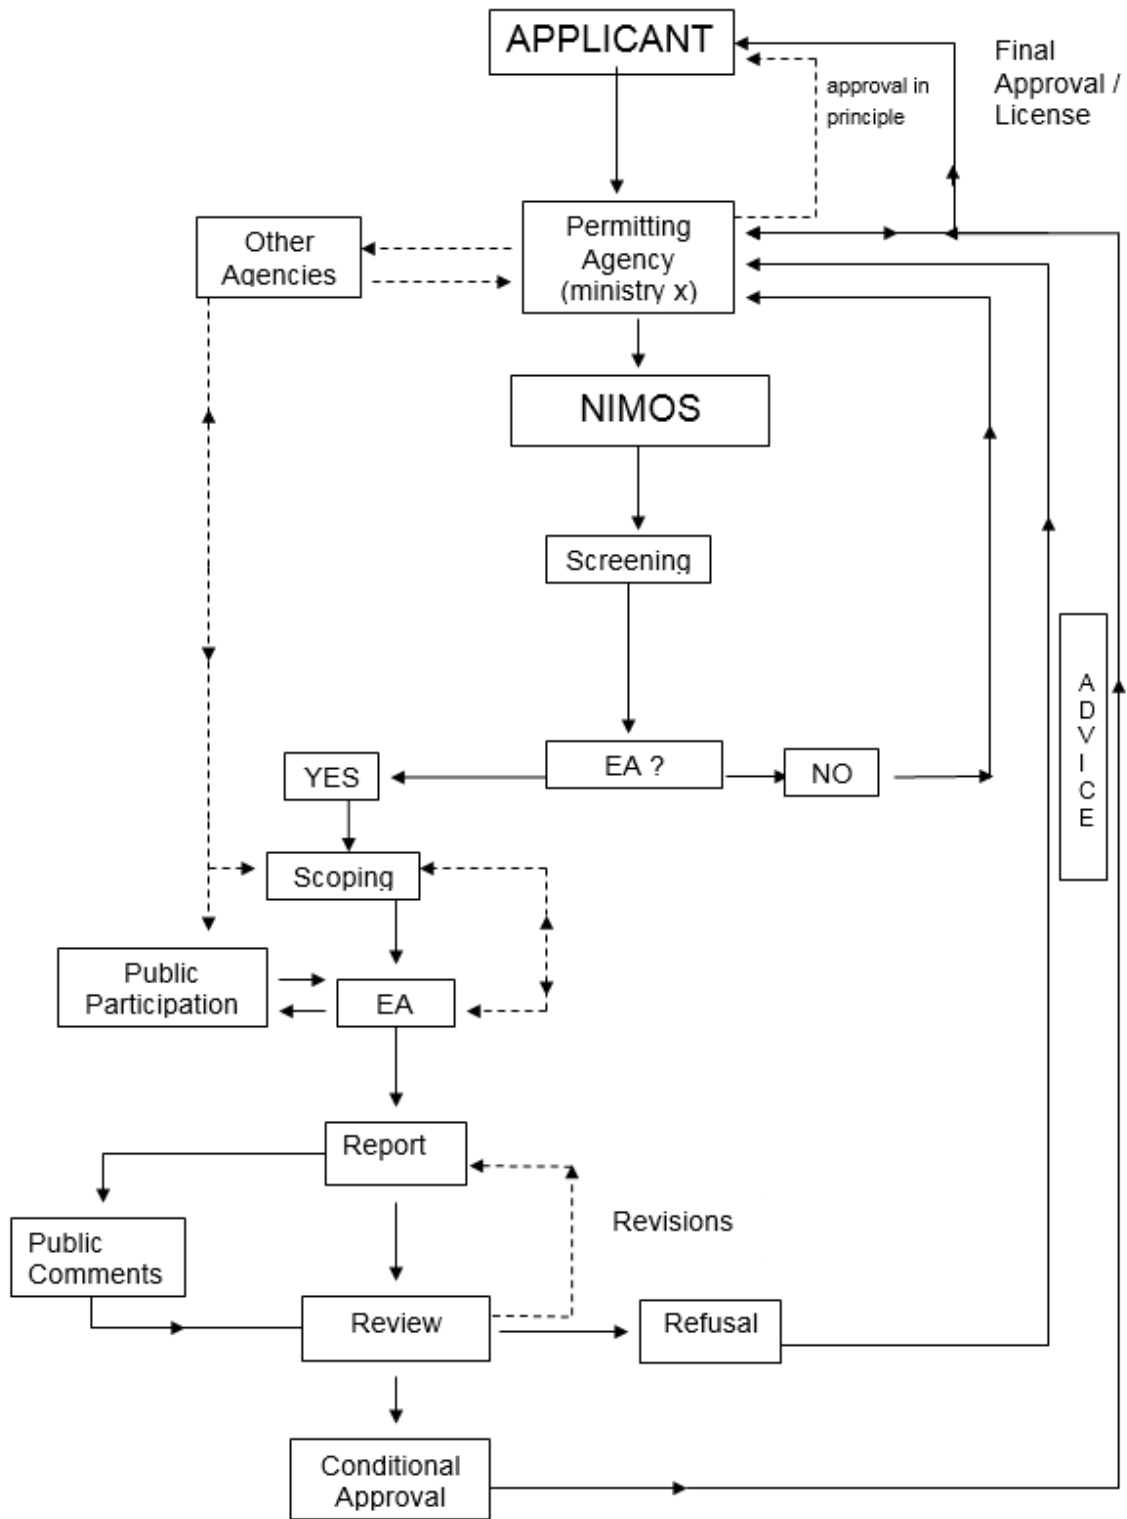 APPLICANT
Final
Approval /
License
approval in
principle
Other
Agencies
Permitting
Agency
(ministry x)
NIMOS
Screening
EA ?
YES
NO
A
D
V
I
C
E
Scoping
Public
Participation
EA
Report
Revisions
Public
Comments
Review
Refusal
Conditional
Approval